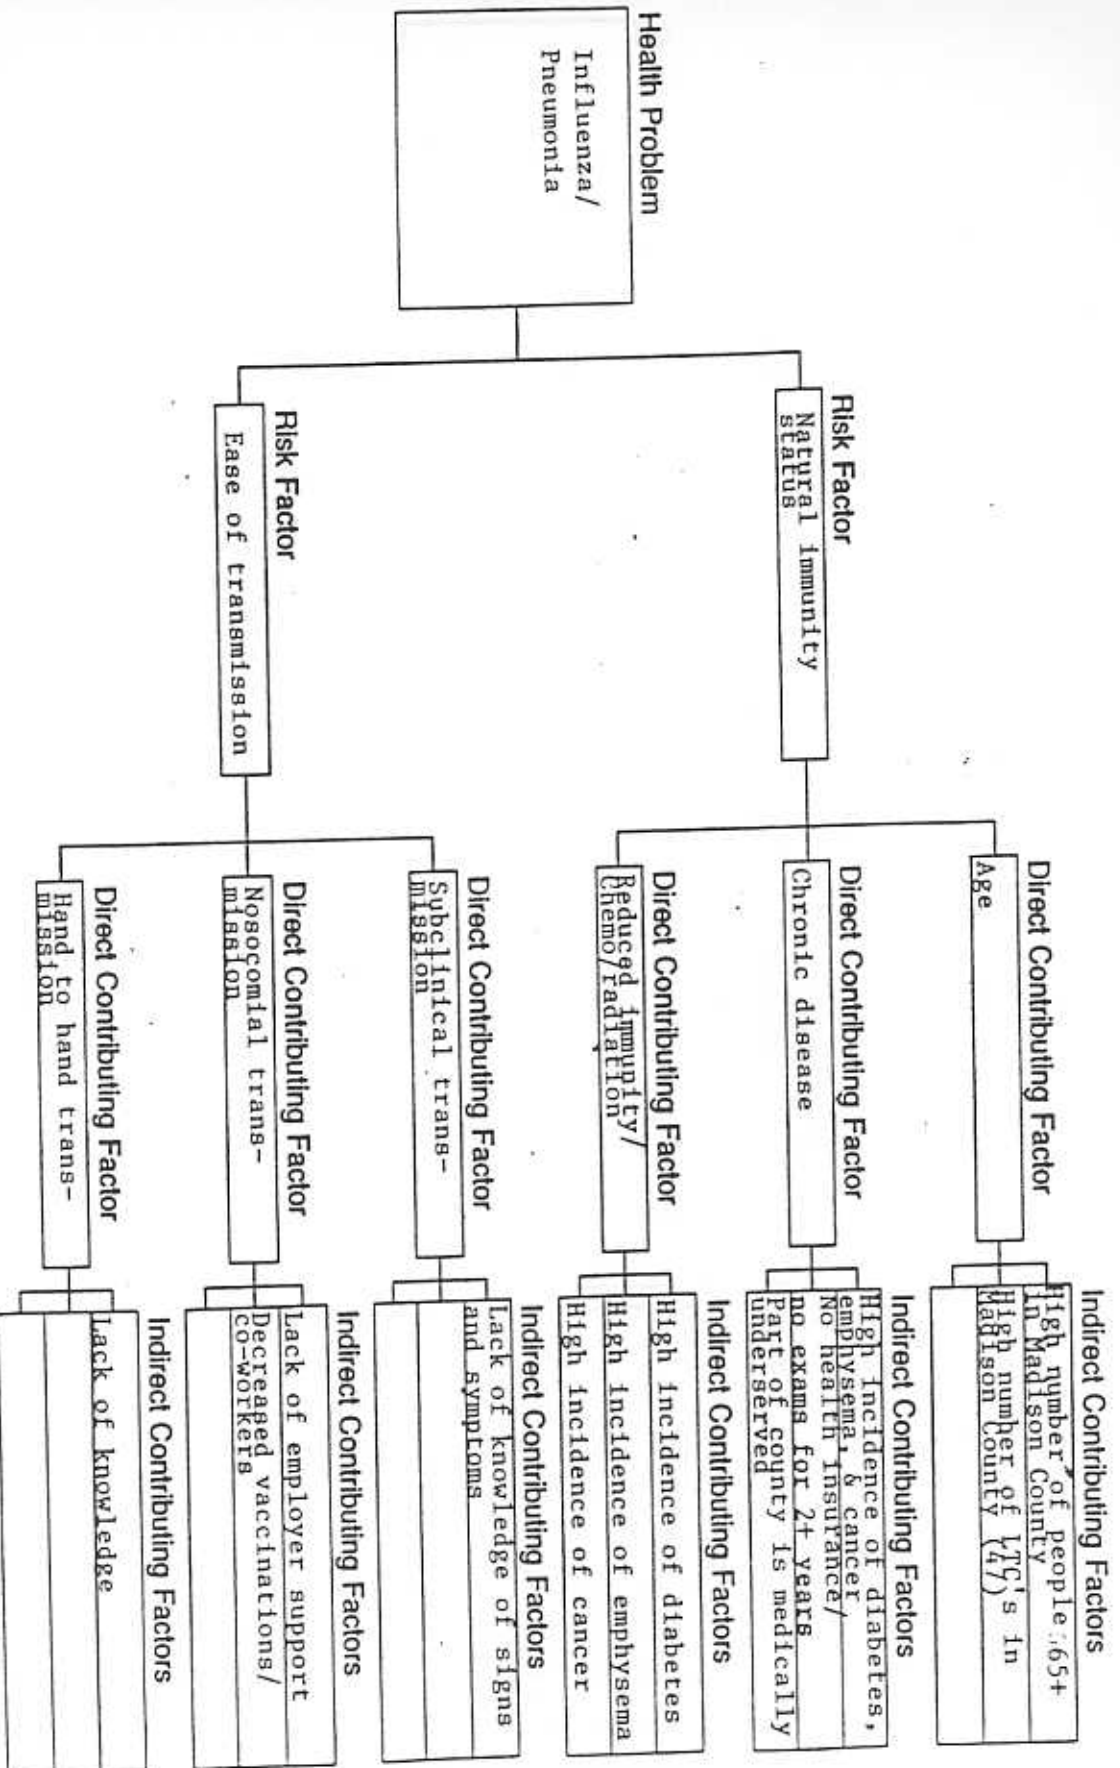 Health Problem
Influenza/
Pneumonia
Risk Factor
Natural immunity
status
Direct Contributing Factor
Age
Indirect Contributing Factors
High number of people 65+
in Madison County
High number of LTC's in
Madison County (47)
Direct Contributing Factor
Chronic disease
Indirect Contributing Factors
High incidence of diabetes,
emphysema, & cancer
No health insurance/
no exams for 2+ years
Part of county is medically
underserved
Direct Contributing Factor
Reduced immunity/
Chemo/radiation
Indirect Contributing Factors
High incidence of diabetes
High incidence of emphysema
High incidence of cancer
Risk Factor
Ease of transmission
Direct Contributing Factor
Subclinical trans-
mission
Indirect Contributing Factors
Lack of knowledge of signs
and symptoms
Direct Contributing Factor
Nosocomial trans-
mission
Indirect Contributing Factors
Lack of employer support
Decreased vaccinations/
co-workers
Direct Contributing Factor
Hand to hand trans-
mission
Indirect Contributing Factors
Lack of knowledge